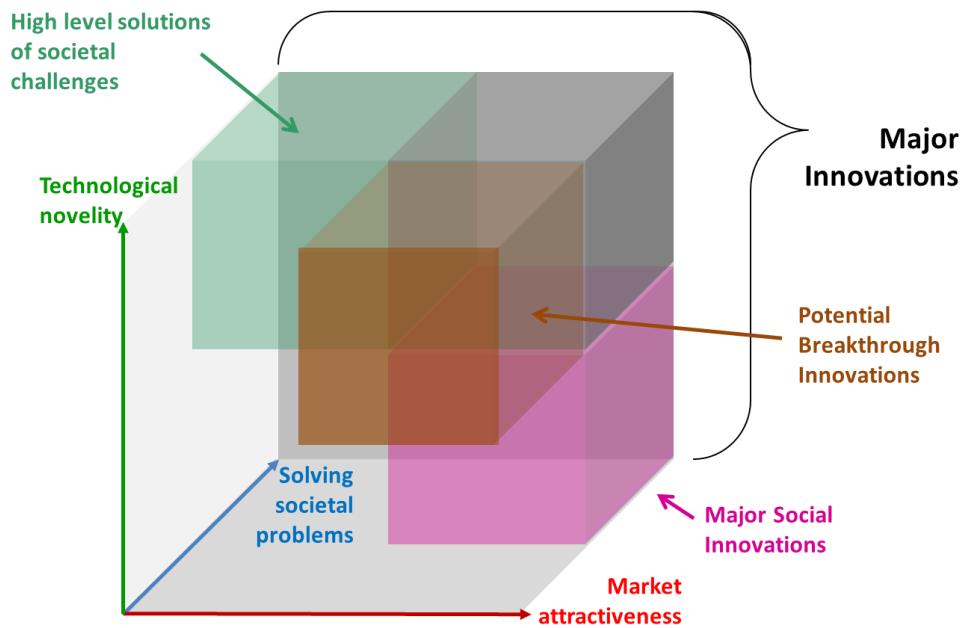 High level solutions
of societal
challenges
Major
Innovations
Technological
novelity
Potential
Breakthrough
Innovations
Solving
societal
problems
Major Social
Innovations
Market
attractiveness